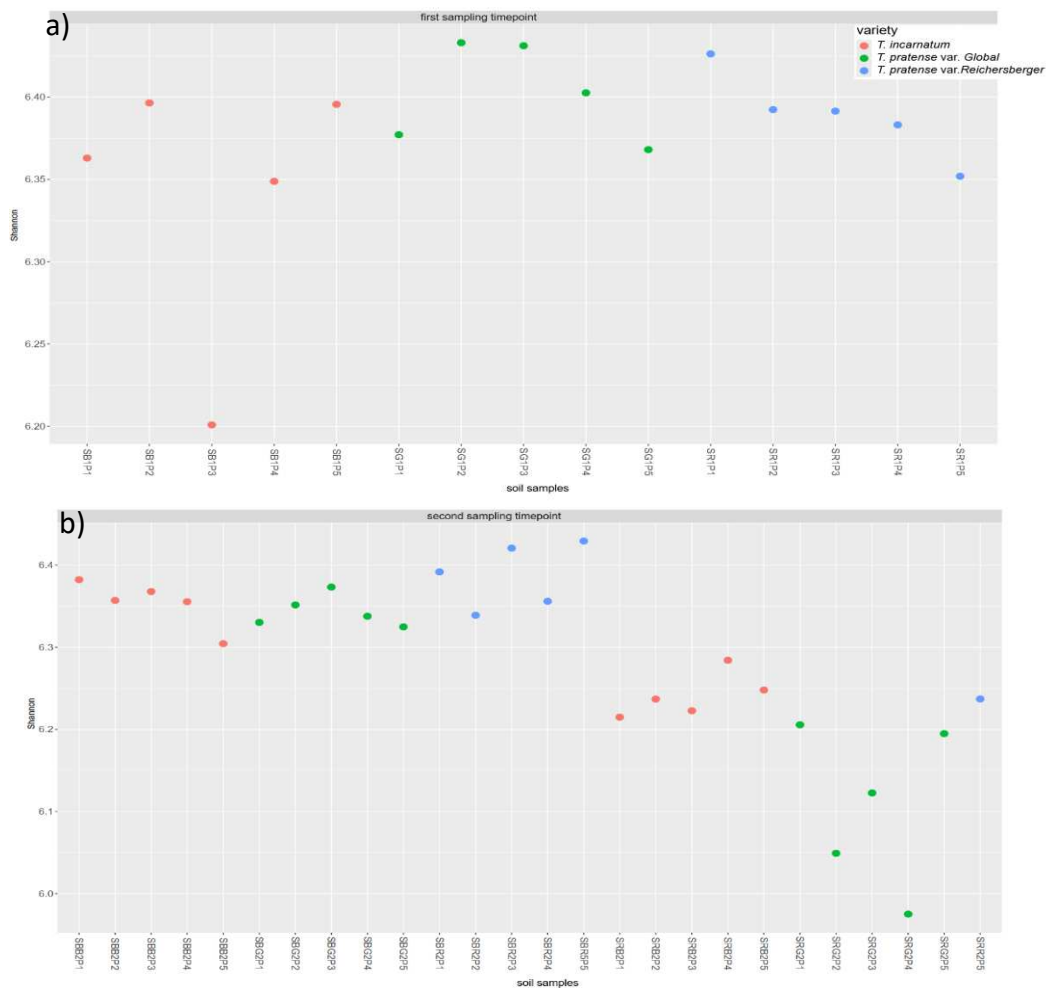 a)
first sampling timepoint
variety
T. incarnatum
T. pratense var. Global
T. pratense var.Reichersberger
6.40
6.35
6.30
6.25
6.20
Shannon
SB1P1
SB1P2
SB1P3
SB1P4
SB1P5
SG1P1
SG1P2
SG1P3
SG1P4
SG1P5
SR1P1
SR1P2
SR1P3
SR1P4
SR1P5
soil samples
b)
second sampling timepoint
6.4
6.3
6.2
6.1
6.0
Shannon
SBB2P1
SBB2P2
SBB2P3
SBB2P4
SBB2P5
SBG2P1
SBG2P2
SBG2P3
SBG2P4
SBG2P5
SBR2P1
SBR2P2
SBR2P3
SBR2P4
SBR5P5
SRB2P1
SRB2P2
SRB2P3
SRB2P4
SRB2P5
SRG2P1
SRG2P2
SRG2P3
SRG2P4
SRG2P5
SRR2P5
soil samples